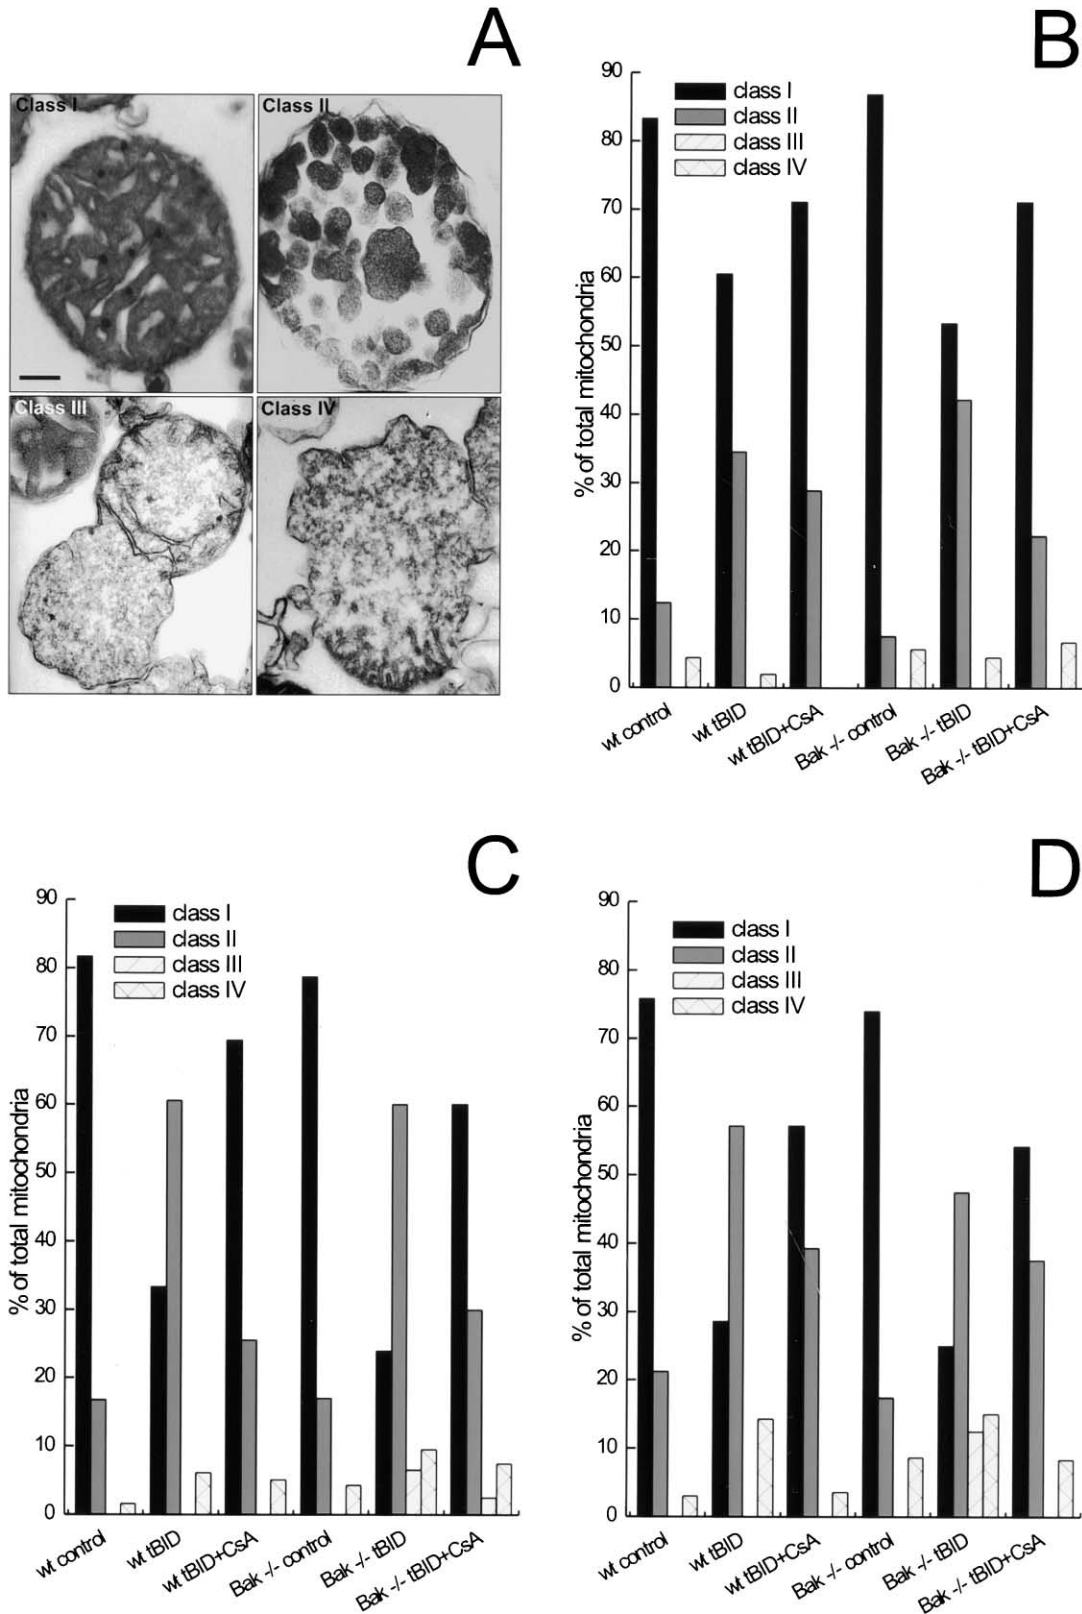 A
Class I
Class II
Class III
Class IV
B
% of total mitochondria
90
80
70
60
50
40
30
20
10
0
class I
class II
class III
class IV
wt control
wt tBID
wt tBID+CsA
Bak -/- control
Bak -/- tBID
Bak -/- tBID+CsA
C
% of total mitochondria
90
80
70
60
50
40
30
20
10
0
class I
class II
class III
class IV
wt control
wt tBID
wt tBID+CsA
Bak -/- control
Bak -/- tBID
Bak -/- tBID+CsA
D
% of total mitochondria
90
80
70
60
50
40
30
20
10
0
class I
class II
class III
class IV
wt control
wt tBID
wt tBID+CsA
Bak -/- control
Bak -/- tBID
Bak -/- tBID+CsA